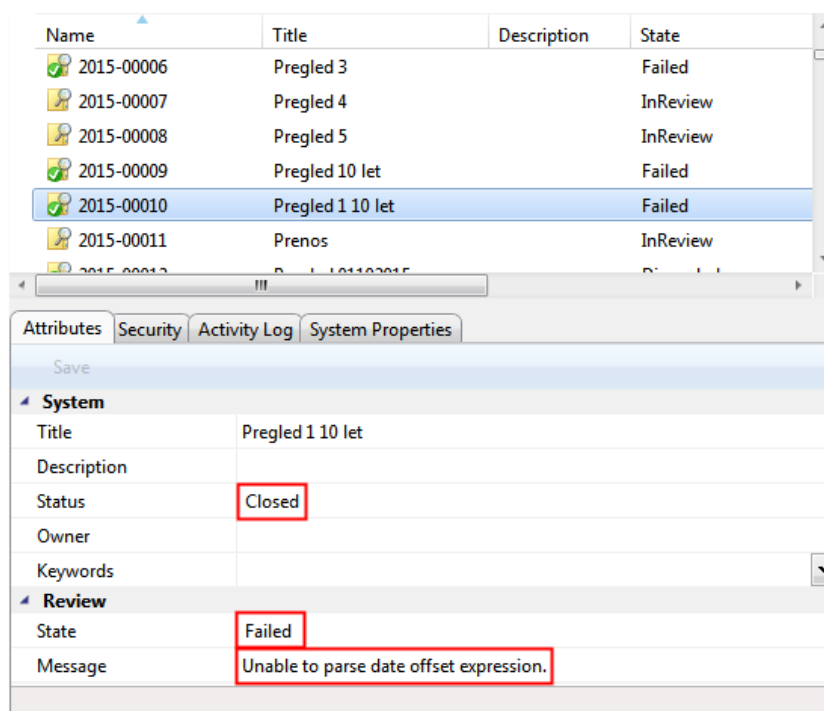 Name Title Description State
2015-00006 Pregled 3 Failed
2015-00007 Pregled 4 InReview
2015-00008 Pregled 5 InReview
2015-00009 Pregled 10 let Failed
2015-00010 Pregled 1 10 let Failed
2015-00011 Prenos InReview
Attributes Security Activity Log System Properties
Save
System
Title Pregled 1 10 let
Description
Status Closed
Owner
Keywords
Review
State Failed
Message Unable to parse date offset expression.